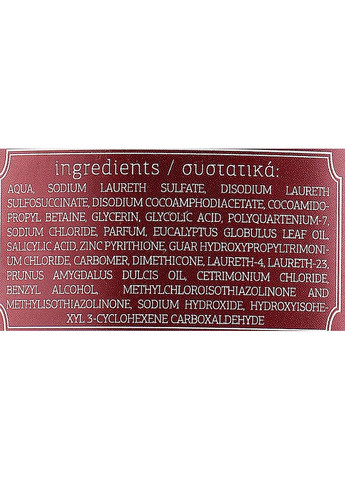 ingredients / συστατικά:
AQUA, SODIUM LAURETH SULFATE, DISODIUM LAURETH
SULFOSUCCINATE, DISODIUM COCOAMPHODIACETATE, COCOAMIDO-
PROPYL BETAINE, GLYCERIN, GLYCOLIC ACID, POLYQUARTENIUM-7,
SODIUM CHLORIDE, PARFUM, EUCALYPTUS GLOBULUS LEAF OIL,
SALICYLIC ACID, ZINC PYRITHIONE, GUAR HYDROXYPROPYLTRIMONI-
UM CHLORIDE, CARBOMER, DIMETHICONE, LAURETH-4, LAURETH-23,
PRUNUS AMYGDALUS DULCIS OIL, CETRIMONIUM CHLORIDE,
BENZYL ALCOHOL, METHYLCHLOROISOTHIAZOLINONE AND
METHYLISOTHIAZOLINONE, SODIUM HYDROXIDE, HYDROXYISOHE-
XYL 3-CYCLOHEXENE CARBOXALDEHYDE